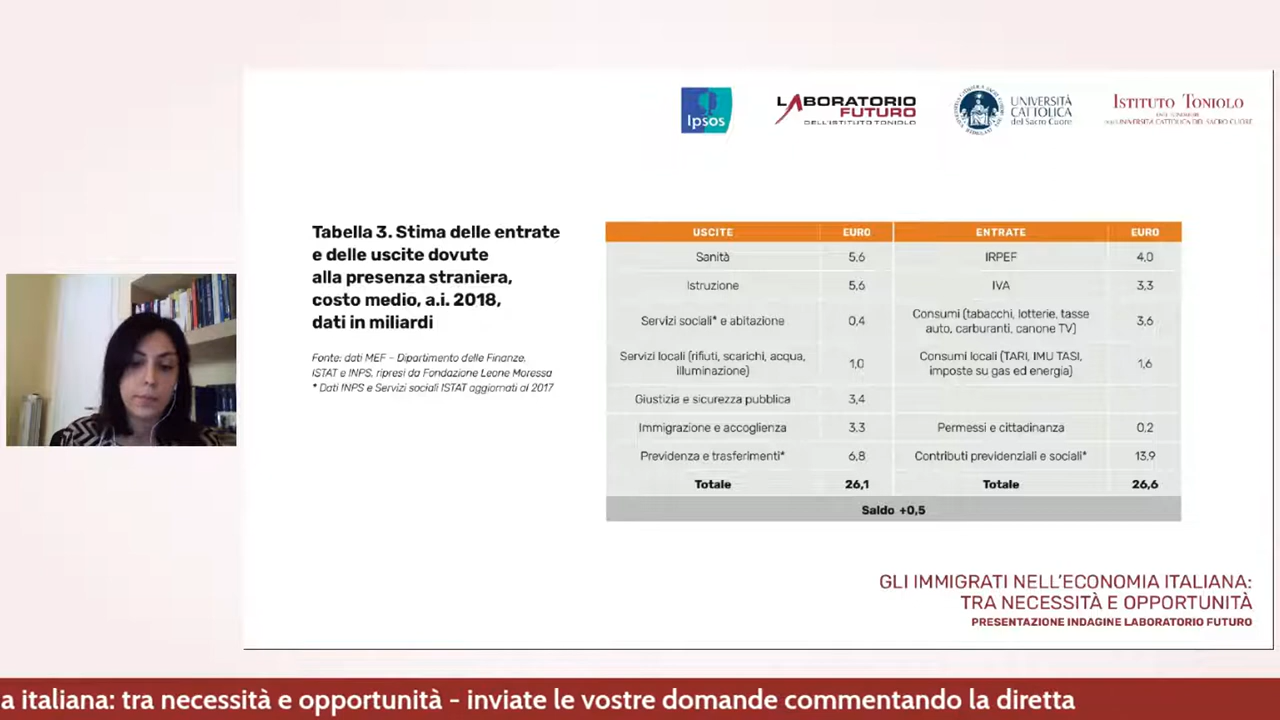 Ipsos
LABORATORIO
FUTURO
DELL'ISTITUTO TONIOLO
UNIVERSITÀ
CATTOLICA
del Sacro Cuore
ISTITUTO TONIOLO
Tabella 3. Stima delle entrate
e delle uscite dovute
alla presenza straniera,
costo medio, a.i. 2018,
dati in miliardi
Fonte: dati MEF – Dipartimento delle Finanze,
ISTAT e INPS, ripresi da Fondazione Leone Moressa
* Dati INPS e Servizi sociali ISTAT aggiornati al 2017
USCITE EURO ENTRATE EURO
Sanità 5,6 IRPEF 4,0
Istruzione 5,6 IVA 3,3
Servizi sociali* e abitazione 0,4 Consumi (tabacchi, lotterie, tasse
auto, carburanti, canone TV) 3,6
Servizi locali (rifiuti, scarichi, acqua,
illuminazione) 1,0 Consumi locali (TARI, IMU TASI,
imposte su gas ed energia) 1,6
Giustizia e sicurezza pubblica 3,4
Immigrazione e accoglienza 3,3 Permessi e cittadinanza 0,2
Previdenza e trasferimenti* 6,8 Contributi previdenziali e sociali* 13,9
Totale 26,1 Totale 26,6
Saldo +0,5
GLI IMMIGRATI NELL'ECONOMIA ITALIANA:
TRA NECESSITÀ E OPPORTUNITÀ
PRESENTAZIONE INDAGINE LABORATORIO FUTURO
a italiana: tra necessità e opportunità - inviate le vostre domande commentando la diretta